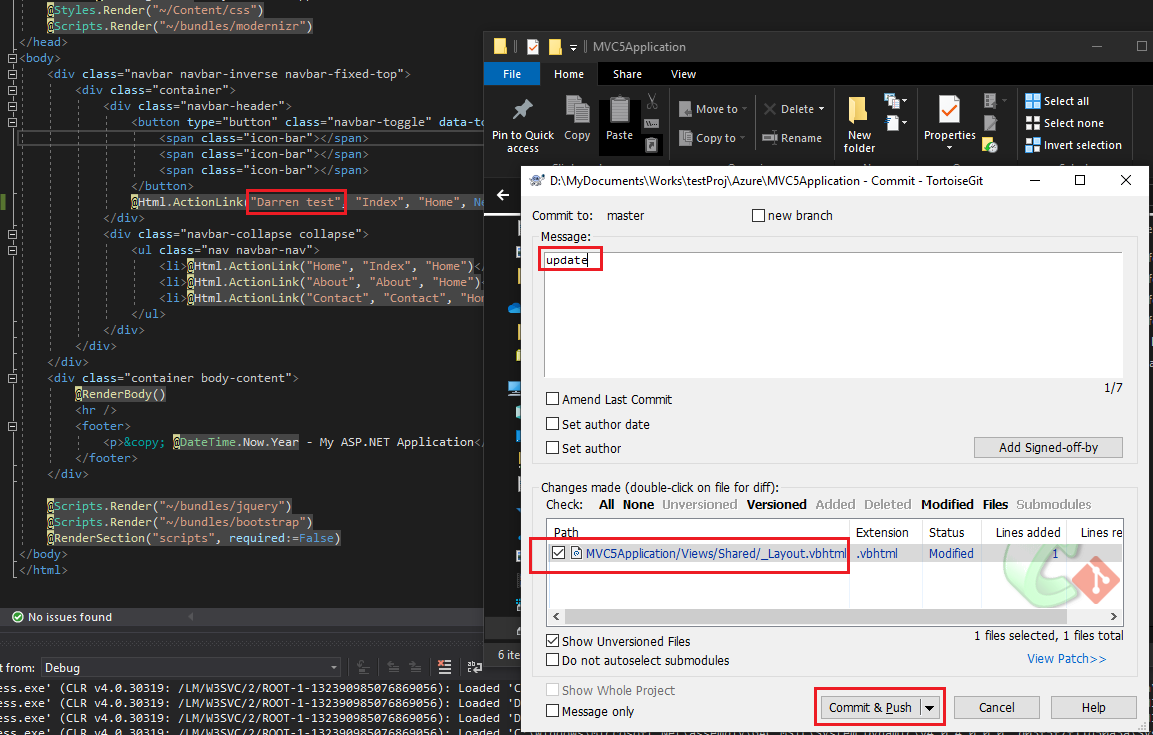 @Styles.Render("~/Content/css")
@Scripts.Render("~/bundles/modernizr")
</head>
<body>
<div class="navbar navbar-inverse navbar-fixed-top">
<div class="container">
<div class="navbar-header">
<button type="button" class="navbar-toggle" data-to
<span class="icon-bar"></span>
<span class="icon-bar"></span>
<span class="icon-bar"></span>
</button>
@Html.ActionLink("Darren test", "Index", "Home", Ne
</div>
<div class="navbar-collapse collapse">
<ul class="nav navbar-nav">
<li>@Html.ActionLink("Home", "Index", "Home")<
<li>@Html.ActionLink("About", "About", "Home")<
<li>@Html.ActionLink("Contact", "Contact", "Hom
</ul>
</div>
</div>
</div>
<div class="container body-content">
@RenderBody()
<hr />
<footer>
<p>&copy; @DateTime.Now.Year - My ASP.NET Application</
</footer>
</div>
@Scripts.Render("~/bundles/jquery")
@Scripts.Render("~/bundles/bootstrap")
@RenderSection("scripts", required:=False)
</body>
</html>
No issues found
t from: Debug
ess.exe' (CLR v4.0.30319: /LM/W3SVC/2/ROOT-1-132390985076869056): Loaded 'C
ess.exe' (CLR v4.0.30319: /LM/W3SVC/2/ROOT-1-132390985076869056): Loaded 'D
ess.exe' (CLR v4.0.30319: /LM/W3SVC/2/ROOT-1-132390985076869056): Loaded 'D
ess.exe' (CLR v4.0.30319: /LM/W3SVC/2/ROOT-1-132390985076869056): Loaded
MVC5Application
File Home Share View
Pin to Quick access
Copy
Paste
Move to
Copy to
Delete
Rename
New folder
Properties
Select all
Select none
Invert selection
6 ite
D:\MyDocuments\Works\testProj\Azure\MVC5Application - Commit - TortoiseGit
Commit to: master new branch
Message:
update
1/7
Amend Last Commit
Set author date
Set author
Add Signed-off-by
Changes made (double-click on file for diff):
Check: All None Unversioned Versioned Added Deleted Modified Files Submodules
Path Extension Status Lines added Lines re
MVC5Application/Views/Shared/_Layout.vbhtml .vbhtml Modified 1
Show Unversioned Files
1 files selected, 1 files total
Do not autoselect submodules
View Patch>>
Show Whole Project
Message only
Commit & Push Cancel Help